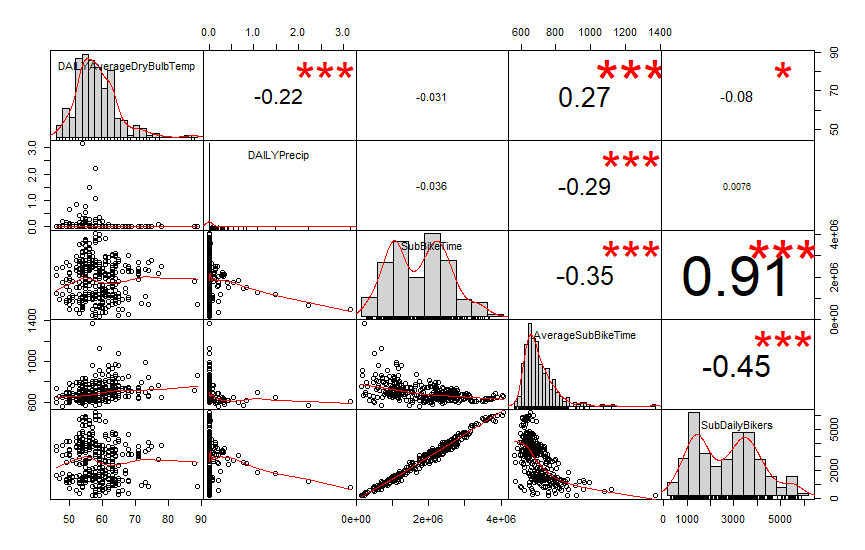 0.0 1.0 2.0 3.0
600 800 1000 1200 1400
DAILYAverageDryBulbTemp
***
-0.22
-0.031
***
0.27
*
-0.08
50 70 90
0.0 1.0 2.0 3.0
DAILYPrecip
-0.036
***
-0.29
0.0076
SubBikeTime
***
-0.35
***
0.91
0e+00 2e+06 4e+06
600 1000 1400
AverageSubBikeTime
***
-0.45
SubDailyBikers
0 2000 5000
50 60 70 80 90
0e+00 2e+06 4e+06
0 1000 3000 5000